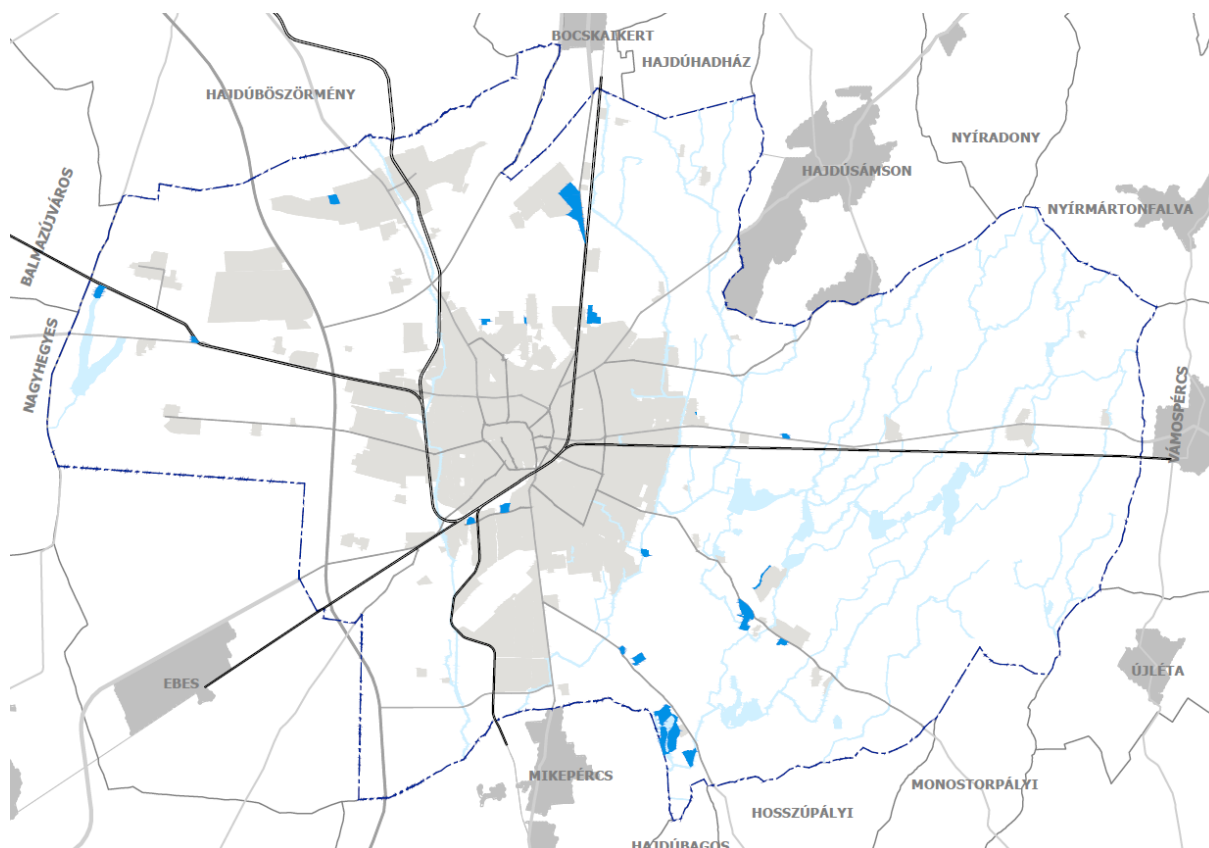 BOCSKAIKERT
HAJDÚHADHÁZ
HAJDÚBÖSZÖRMÉNY
NYÍRADONY
HAJDÚSÁMSON
NYÍRMÁRTONFALVA
BALMAZÚJVÁROS
NAGYHEGYES
VÁMOSPÉRCS
EBES
ÚJLÉTA
MIKEPÉRCS
MONOSTORPÁLYI
HOSSZÚPÁLYI
HAJDÚBAGOS